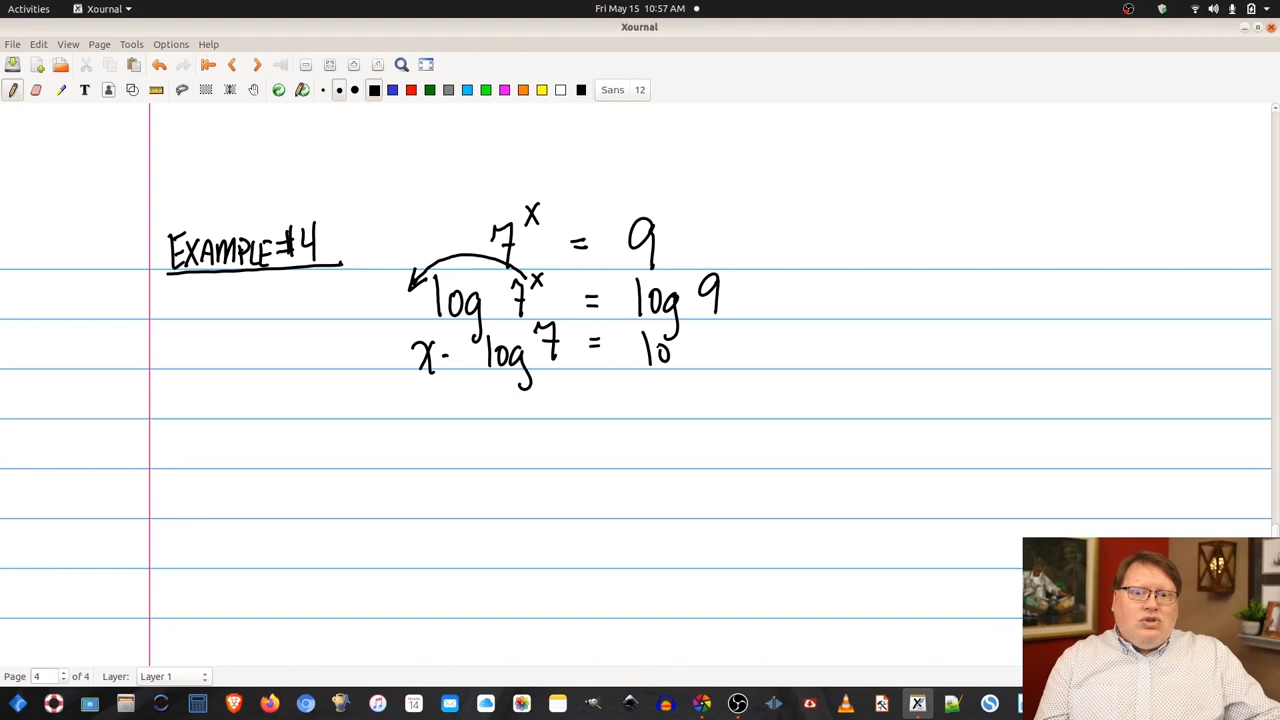 Activities Xournal Fri May 15 10:57 AM
Xournal
File Edit View Page Tools Options Help
T Sans 12
EXAMPLE #4 7^x = 9
log 7^x = log 9
x · log 7 = lo
Page 4 of 4 Layer: Layer 1